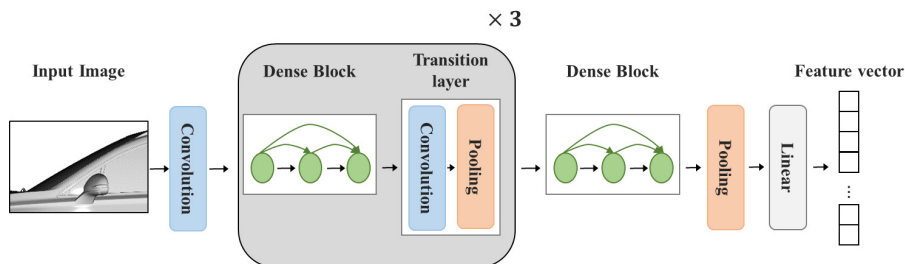 × 3
Input Image
Dense Block
Transition
layer
Dense Block
Feature vector
Convolution
Convolution
Pooling
Pooling
Linear
...